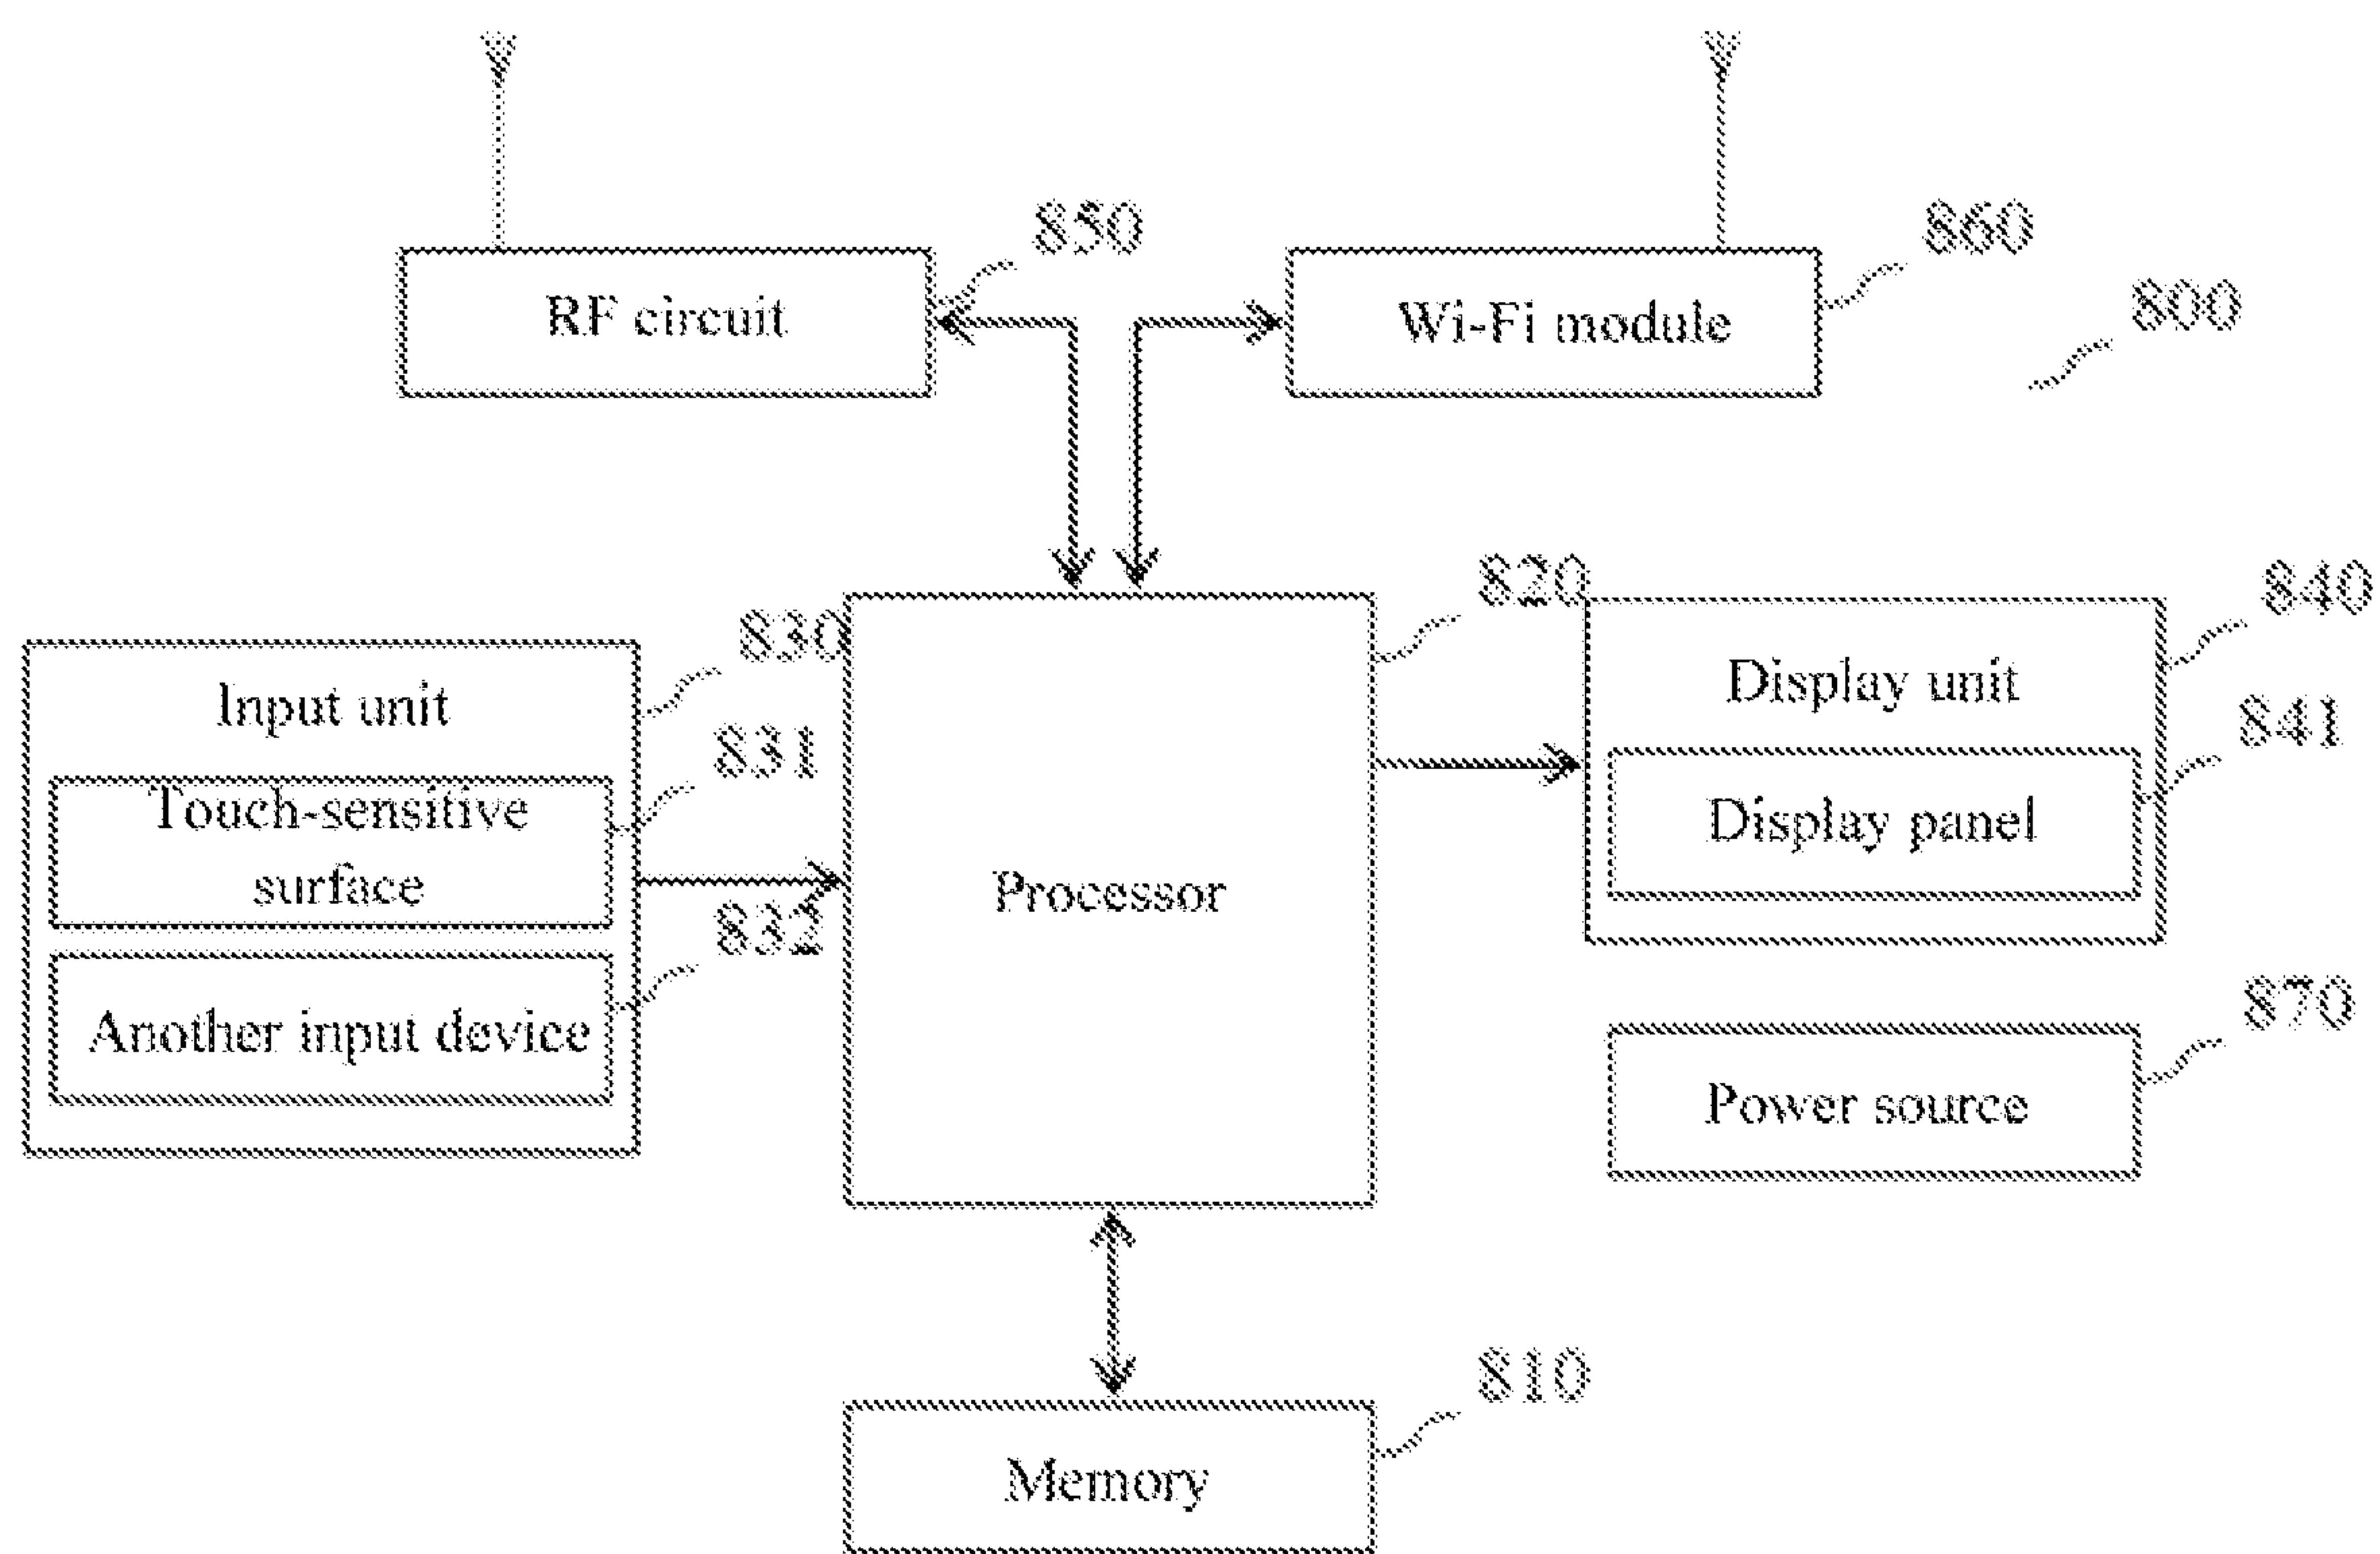 850
860
RF circuit
Wi-Fi module
800
820
840
830
Input unit
Display unit
831
841
Touch-sensitive
surface
Display panel
Processor
832
Another input device
870
Power source
810
Memory